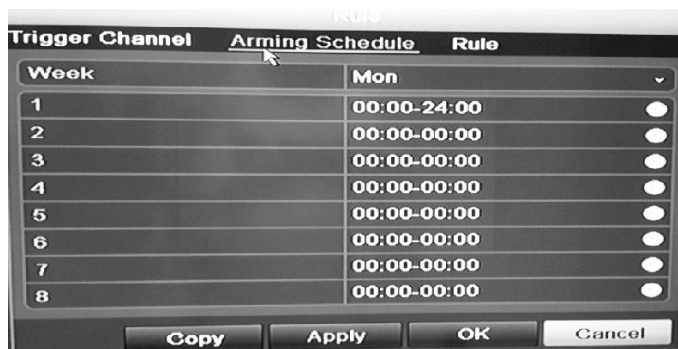 Rule
Trigger Channel Arming Schedule Rule
Week Mon
1 00:00-24:00
2 00:00-00:00
3 00:00-00:00
4 00:00-00:00
5 00:00-00:00
6 00:00-00:00
7 00:00-00:00
8 00:00-00:00
Copy Apply OK Cancel